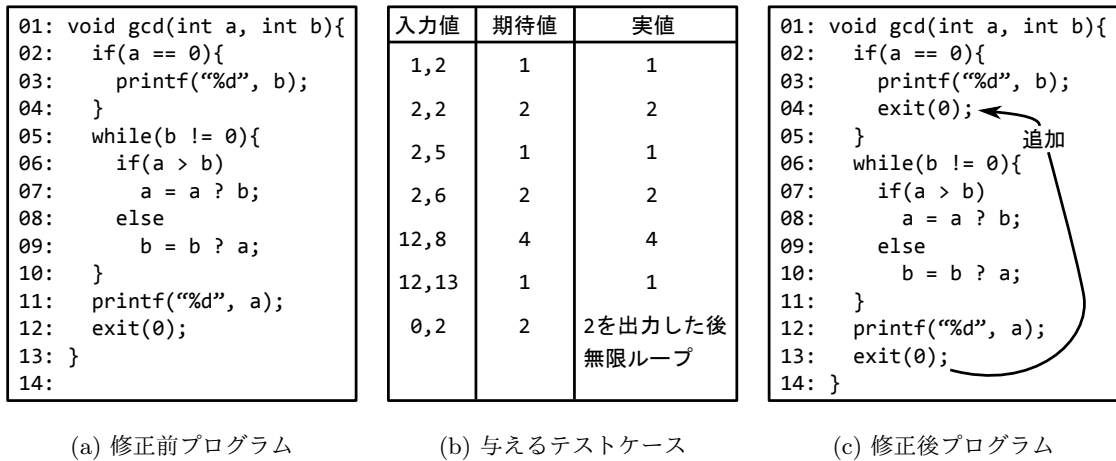 01: void gcd(int a, int b){
02:   if(a == 0){
03:     printf(“%d”, b);
04:   }
05:   while(b != 0){
06:     if(a > b)
07:       a = a ? b;
08:     else
09:       b = b ? a;
10:   }
11:   printf(“%d”, a);
12:   exit(0);
13: }
14:
(a) 修正前プログラム
入力値 期待値 実値
1,2 1 1
2,2 2 2
2,5 1 1
2,6 2 2
12,8 4 4
12,13 1 1
0,2 2 2を出力した後
無限ループ
(b) 与えるテストケース
01: void gcd(int a, int b){
02:   if(a == 0){
03:     printf(“%d”, b);
04:     exit(0);
05:   }
追加
06:   while(b != 0){
07:     if(a > b)
08:       a = a ? b;
09:     else
10:       b = b ? a;
11:   }
12:   printf(“%d”, a);
13:   exit(0);
14: }
(c) 修正後プログラム